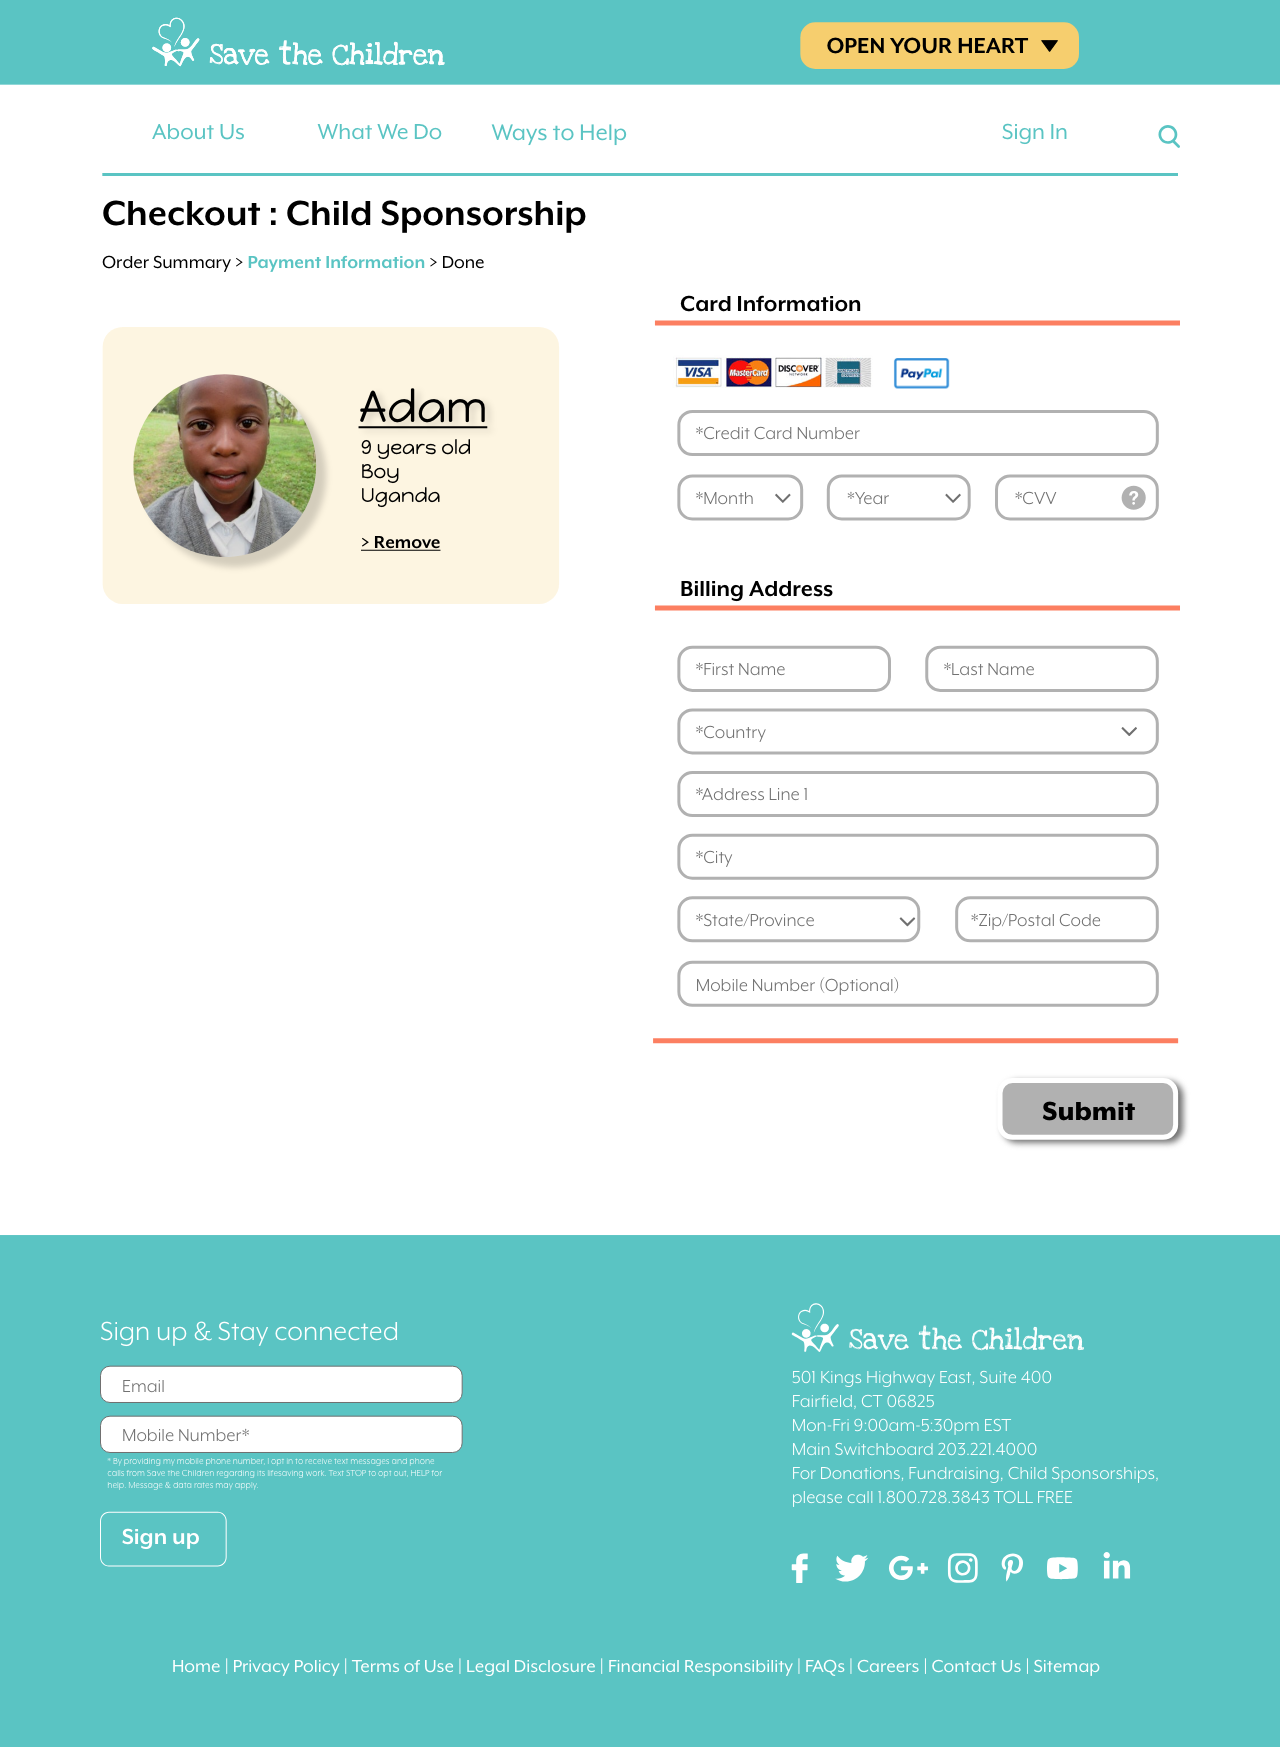 Save the Children
OPEN YOUR HEART
About Us
What We Do
Ways to Help
Sign In
Checkout : Child Sponsorship
Order Summary > Payment Information > Done
Adam
9 years old
Boy
Uganda
> Remove
Card Information
VISA
MasterCard
DISCOVER
NETWORK
PayPal
*Credit Card Number
*Month
*Year
*CVV
?
Billing Address
*First Name
*Last Name
*Country
*Address Line 1
*City
*State/Province
*Zip/Postal Code
Mobile Number (Optional)
Submit
Sign up & Stay connected
Email
Mobile Number*
* By providing my mobile phone number, I opt in to receive text messages and phone
calls from Save the Children regarding its lifesaving work. Text STOP to opt out, HELP for
help. Message & data rates may apply.
Sign up
Save the Children
501 Kings Highway East, Suite 400
Fairfield, CT 06825
Mon-Fri 9:00am-5:30pm EST
Main Switchboard 203.221.4000
For Donations, Fundraising, Child Sponsorships,
please call 1.800.728.3843 TOLL FREE
Home | Privacy Policy | Terms of Use | Legal Disclosure | Financial Responsibility | FAQs | Careers | Contact Us | Sitemap